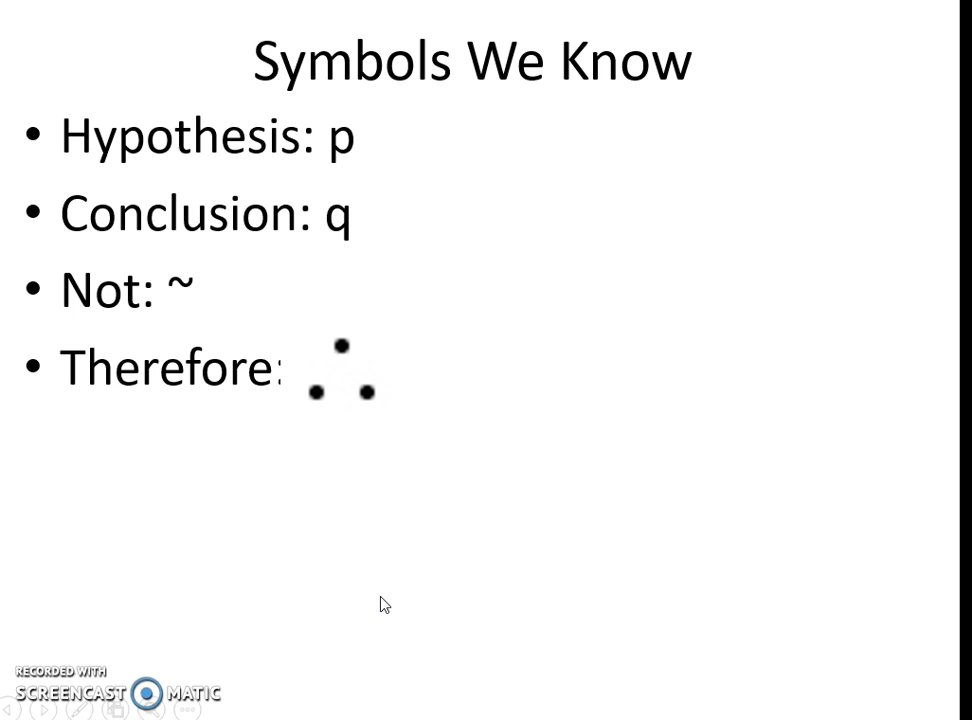 Symbols We Know
• Hypothesis: p
• Conclusion: q
• Not: ~
• Therefore: ∴
RECORDED WITH
SCREENCAST MATIC